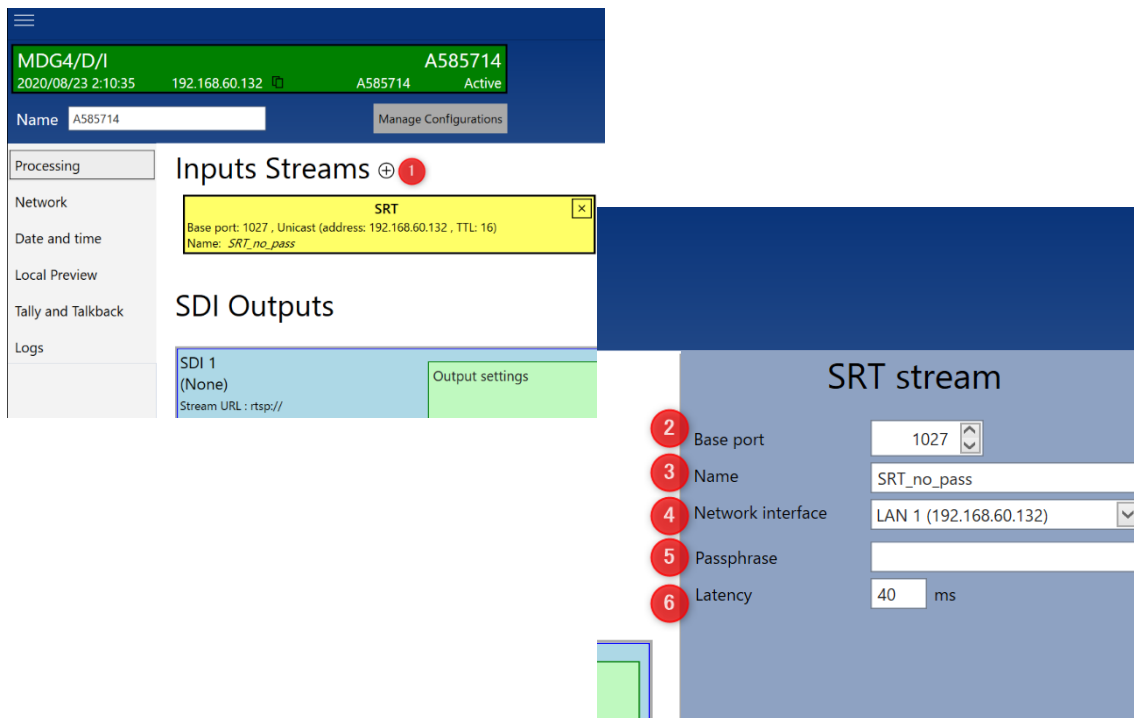 MDG4/D/I A585714
2020/08/23 2:10:35 192.168.60.132 A585714 Active
Name A585714 Manage Configurations
Processing
Network
Date and time
Local Preview
Tally and Talkback
Logs
Inputs Streams 1
SRT
Base port: 1027 , Unicast (address: 192.168.60.132 , TTL: 16)
Name: SRT_no_pass
SDI Outputs
SDI 1
(None)
Stream URL : rtsp://
Output settings
SRT stream
2 Base port 1027
3 Name SRT_no_pass
4 Network interface LAN 1 (192.168.60.132)
5 Passphrase
6 Latency 40 ms